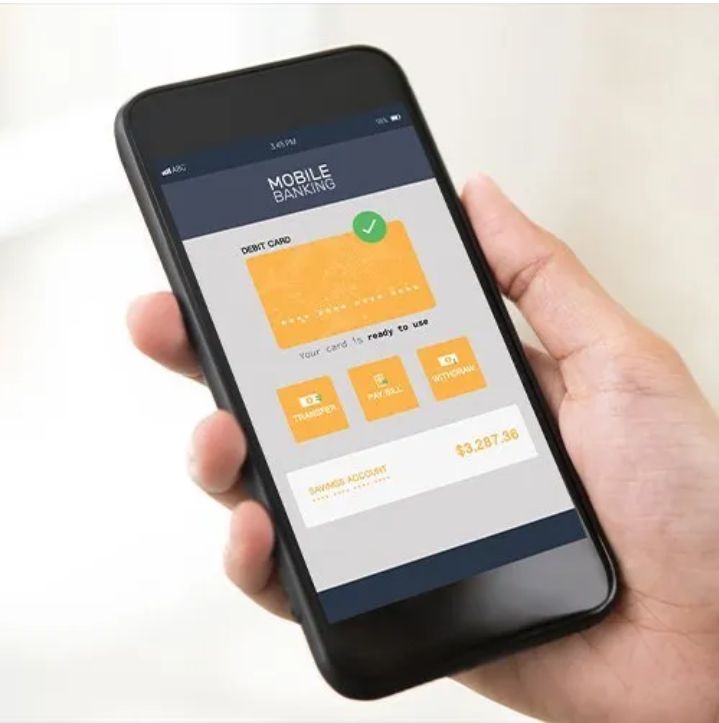 ABC
3.45 PM
MOBILE
BANKING
DEBIT CARD
**** **** **** ****
Your card is ready to use
TRANSFER
PAY BILL
WITHDRAW
SAVINGS ACCOUNT
**** **** **** ****
$3,287.36